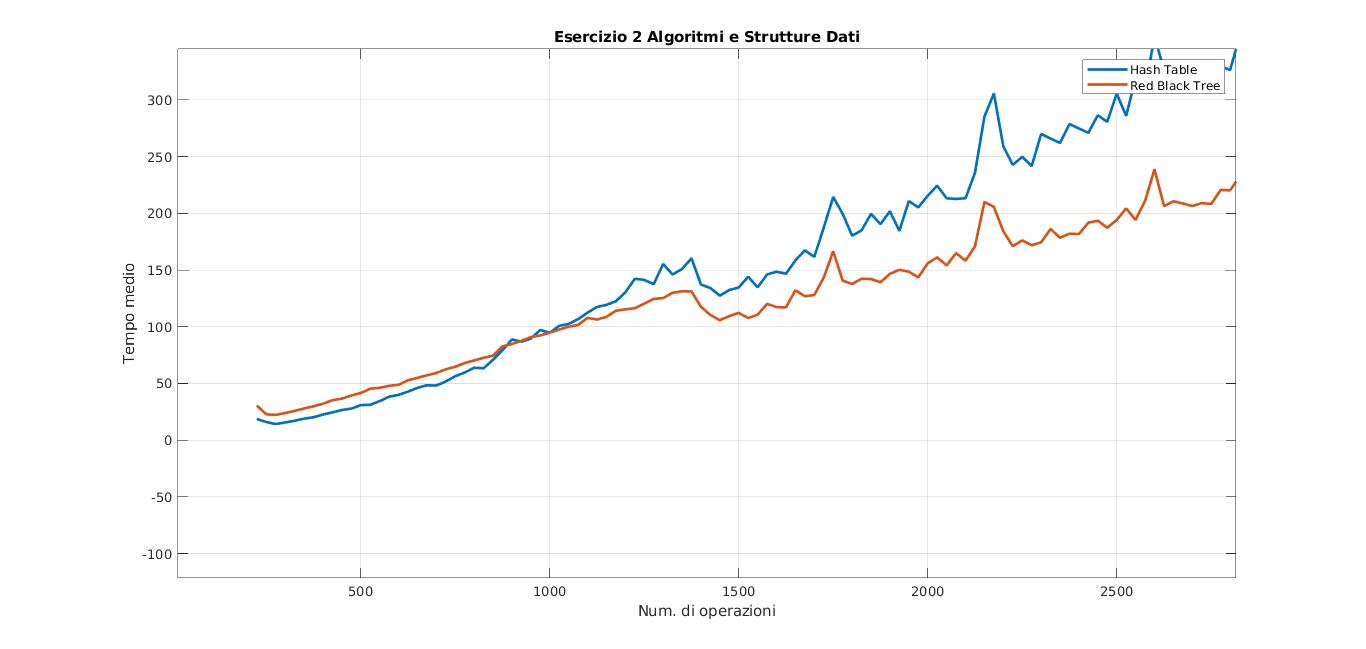 Esercizio 2 Algoritmi e Strutture Dati
Hash Table
Red Black Tree
Tempo medio
300
250
200
150
100
50
0
-50
-100
500
1000
1500
2000
2500
Num. di operazioni